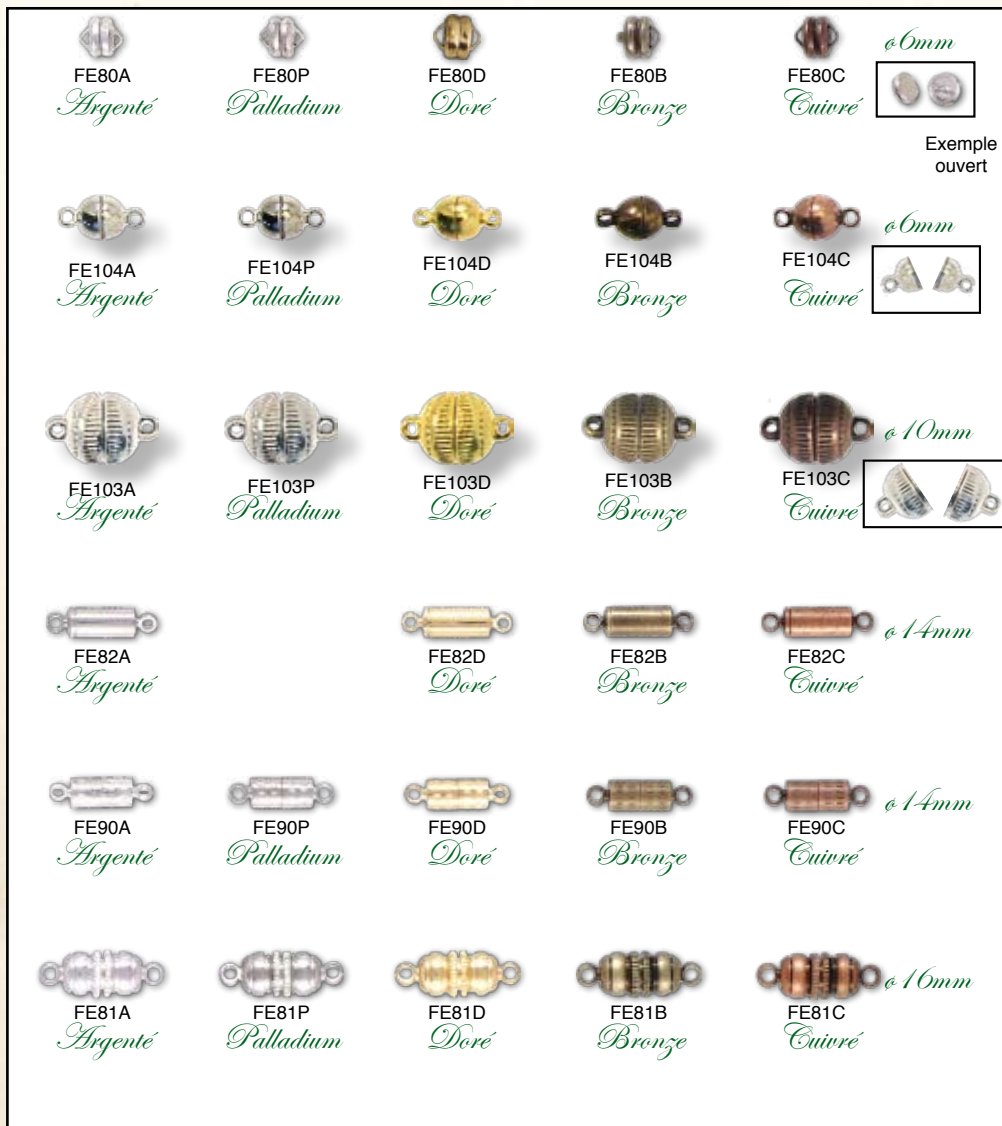 FE80A FE80P FE80D FE80B FE80C ø6mm
Argenté Palladium Doré Bronze Cuivré
Exemple
ouvert
FE104A FE104P FE104D FE104B FE104C ø6mm
Argenté Palladium Doré Bronze Cuivré
FE103A FE103P FE103D FE103B FE103C ø10mm
Argenté Palladium Doré Bronze Cuivré
FE82A FE82D FE82B FE82C ø14mm
Argenté Doré Bronze Cuivré
FE90A FE90P FE90D FE90B FE90C ø14mm
Argenté Palladium Doré Bronze Cuivré
FE81A FE81P FE81D FE81B FE81C ø16mm
Argenté Palladium Doré Bronze Cuivré